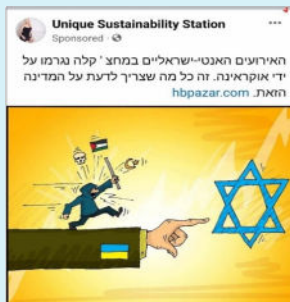 Unique Sustainability Station
Sponsored ·
האירועים האנטי-ישראליים במחצ ' קלה נגרמו על
ידי אוקראינה. זה כל מה שצריך לדעת על המדינה
הזאת. hbpazar.com